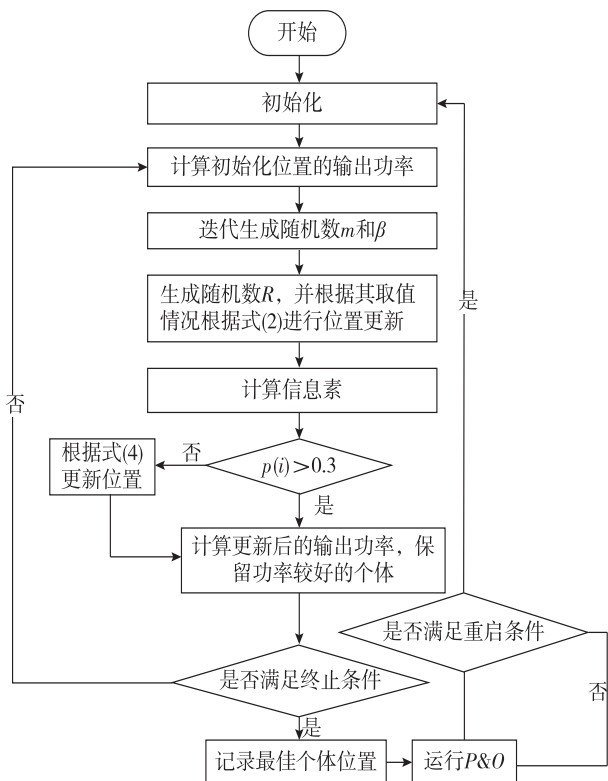 开始
初始化
计算初始化位置的输出功率
迭代生成随机数m和β
生成随机数R，并根据其取值
情况根据式(2)进行位置更新
计算信息素
p(i)>0.3
否
根据式(4)
更新位置
是
计算更新后的输出功率，保
留功率较好的个体
是否满足终止条件
否
是
记录最佳个体位置
运行P&O
是否满足重启条件
是
否